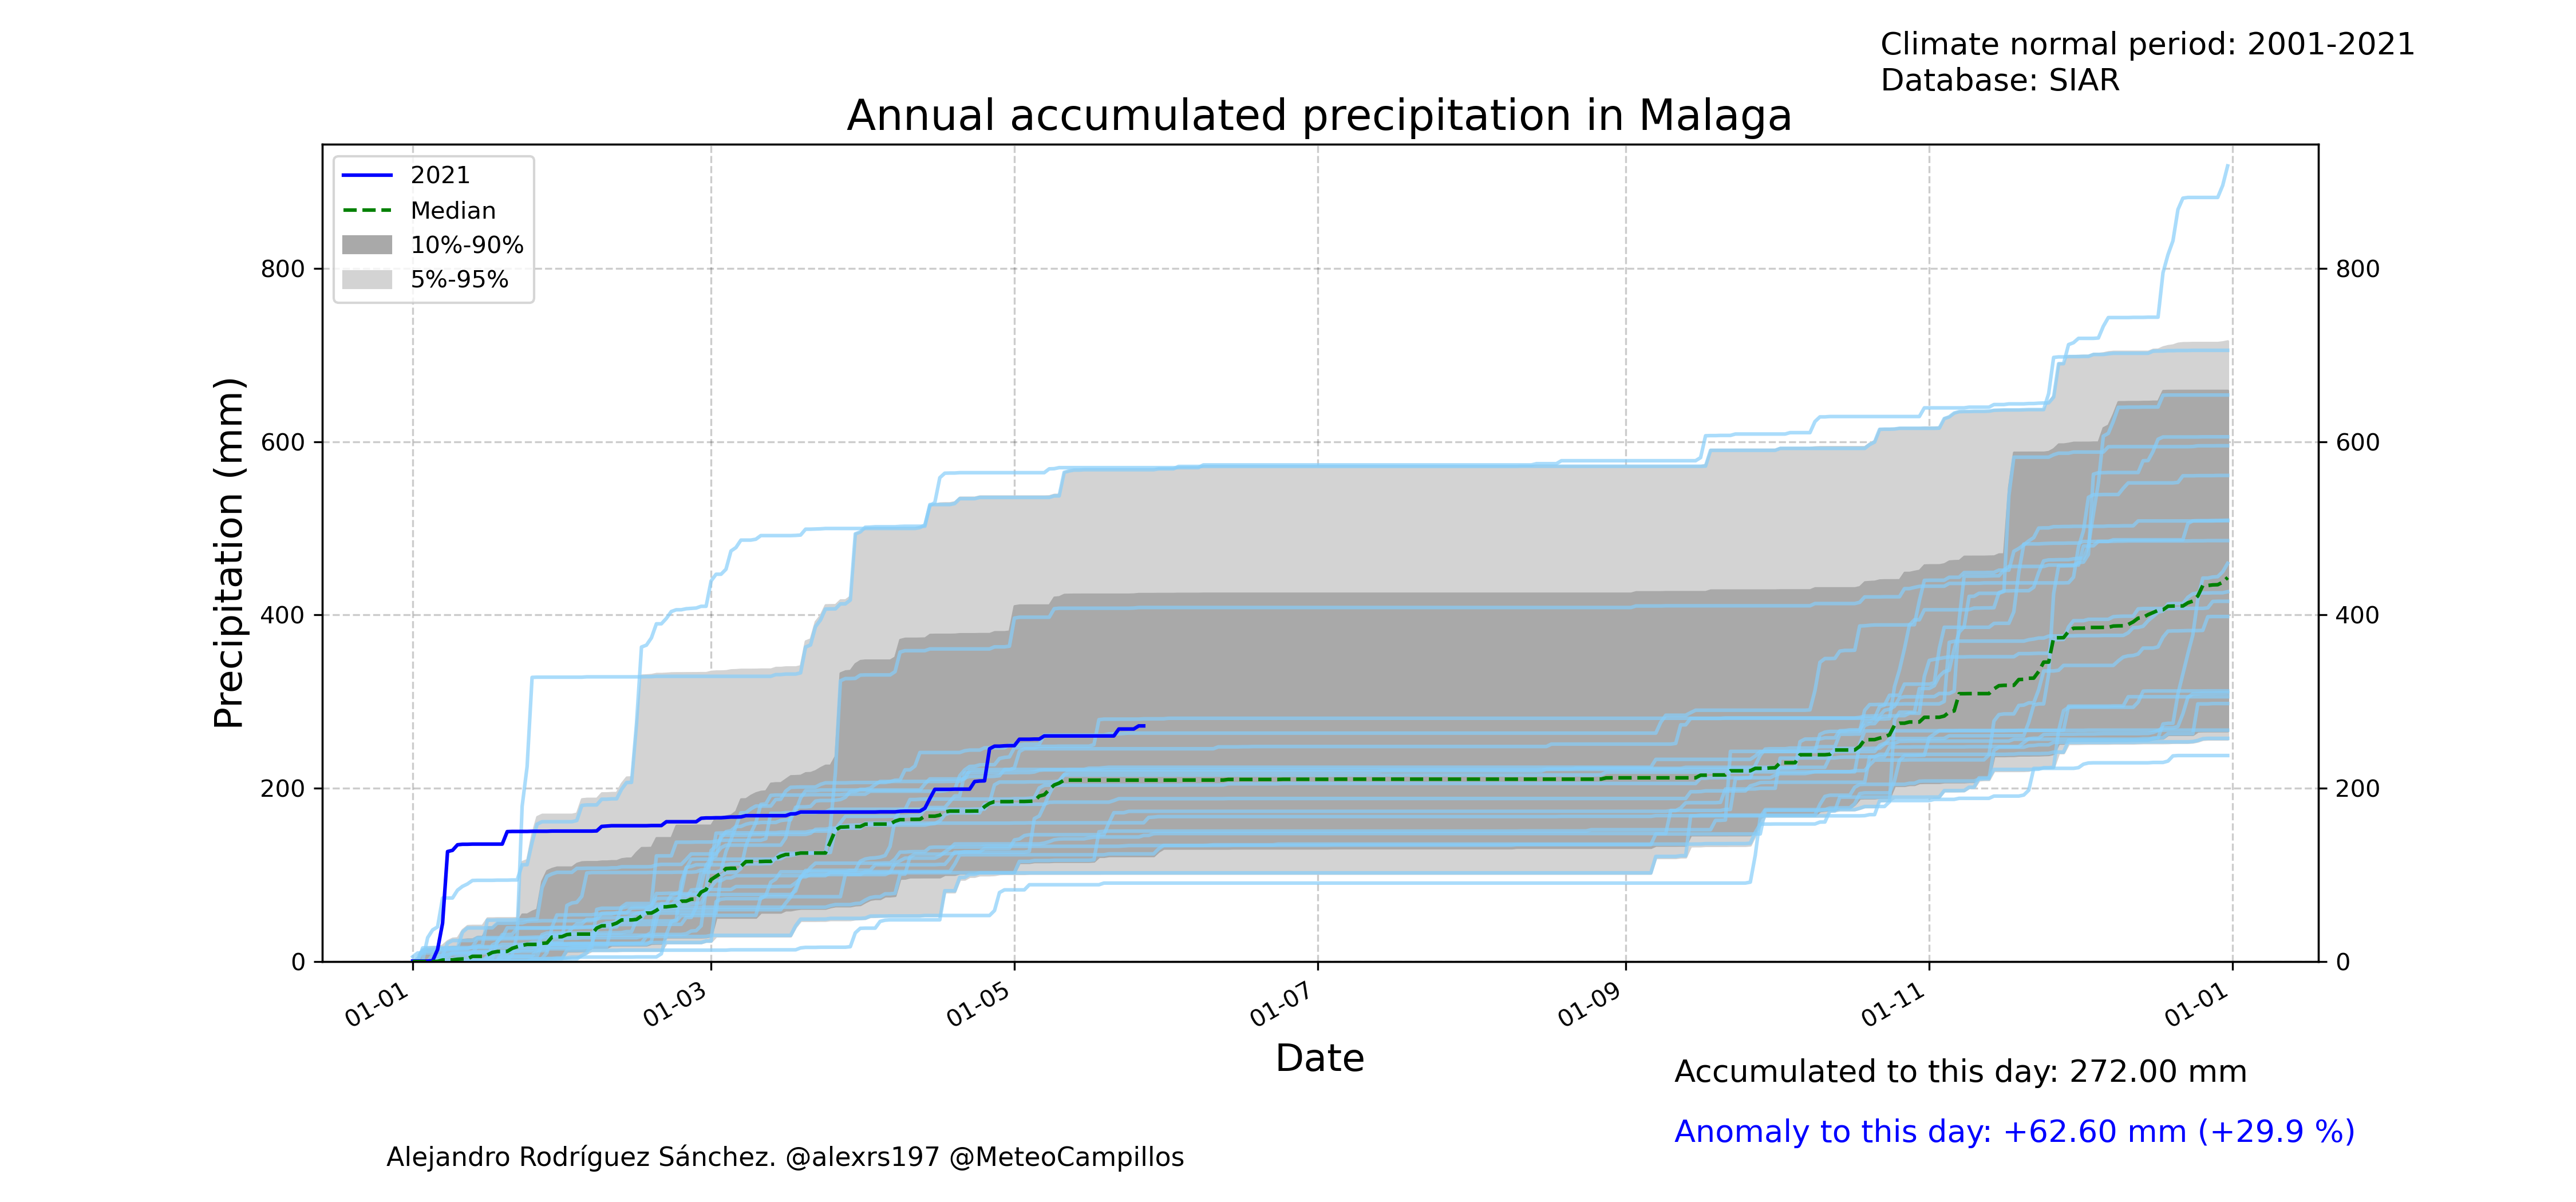 Climate normal period: 2001-2021
Database: SIAR
Annual accumulated precipitation in Malaga
2021
Median
10%-90%
5%-95%
Precipitation (mm)
800
600
400
200
0
800
600
400
200
0
01-01
01-03
01-05
01-07
01-09
01-11
01-01
Date
Accumulated to this day: 272.00 mm
Anomaly to this day: +62.60 mm (+29.9 %)
Alejandro Rodríguez Sánchez. @alexrs197 @MeteoCampillos